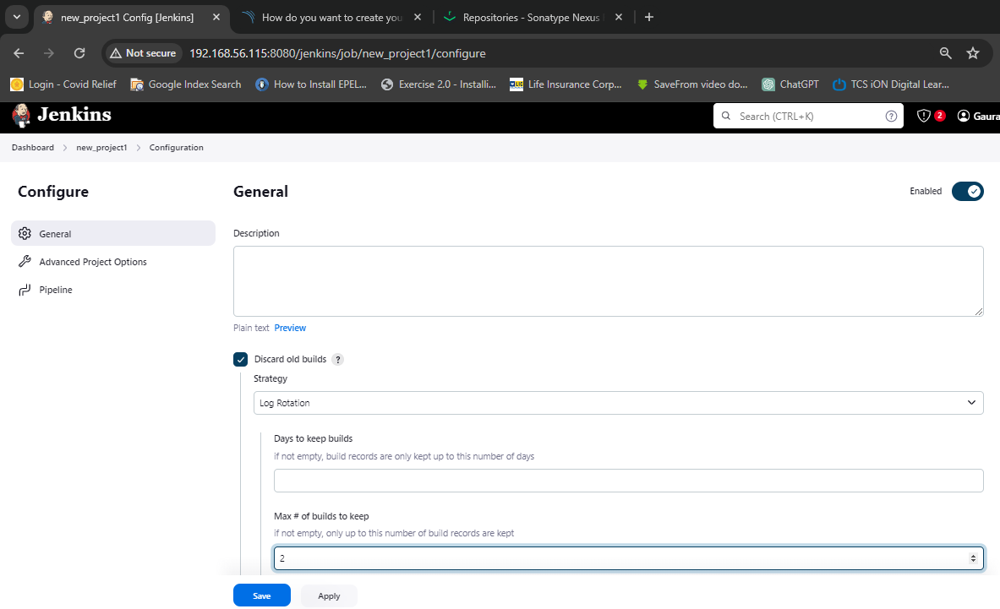 new_project1 Config [Jenkins]
How do you want to create you
Repositories - Sonatype Nexus
Not secure 192.168.56.115:8080/jenkins/job/new_project1/configure
Login - Covid Relief Google Index Search How to Install EPEL... Exercise 2.0 - Installi... Life Insurance Corp... SaveFrom video do... ChatGPT TCS iON Digital Lear...
Jenkins Search (CTRL+K) ? 2 Gaura
Dashboard new_project1 Configuration
Configure
General
Advanced Project Options
Pipeline
General
Enabled
Description
Plain text Preview
Discard old builds ?
Strategy
Log Rotation
Days to keep builds
if not empty, build records are only kept up to this number of days
Max # of builds to keep
if not empty, only up to this number of build records are kept
2
Save Apply